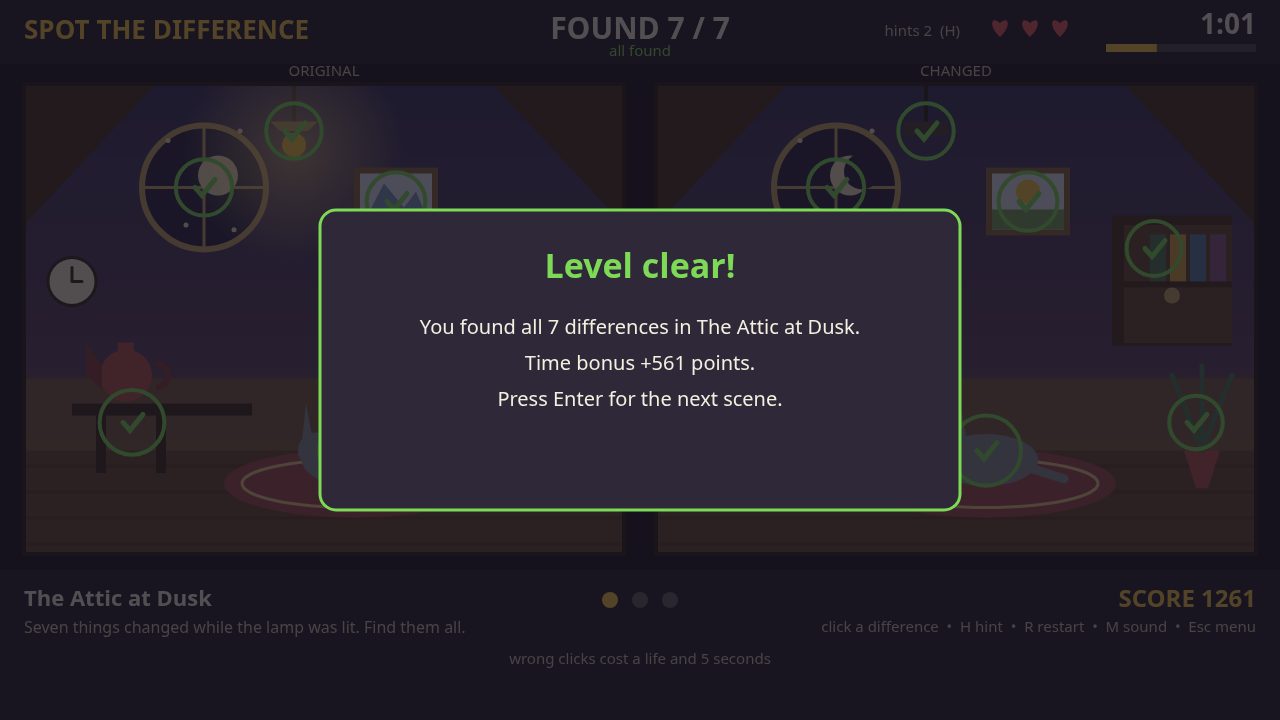 SPOT THE DIFFERENCE
FOUND 7 / 7
all found
hints 2 (H)
1:01
ORIGINAL
CHANGED
Level clear!
You found all 7 differences in The Attic at Dusk.
Time bonus +561 points.
Press Enter for the next scene.
The Attic at Dusk
Seven things changed while the lamp was lit. Find them all.
SCORE 1261
click a difference • H hint • R restart • M sound • Esc menu
wrong clicks cost a life and 5 seconds